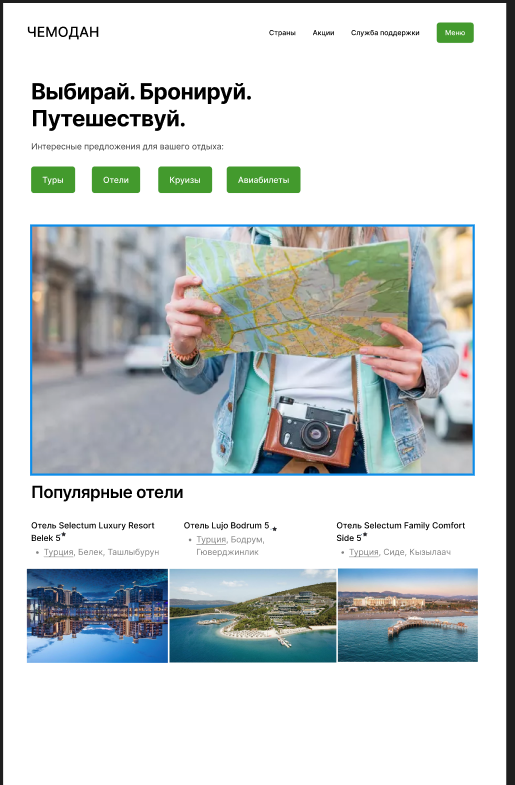 ЧЕМОДАН
Страны Акции Служба поддержки Меню
Выбирай. Бронируй.
Путешествуй.
Интересные предложения для вашего отдыха:
Туры Отели Круизы Авиабилеты
Популярные отели
Отель Selectum Luxury Resort
Belek 5★
• Турция, Белек, Ташлыбурун
Отель Lujo Bodrum 5★
• Турция, Бодрум,
Гювердджинлик
Отель Selectum Family Comfort
Side 5★
• Турция, Сиде, Кызылаач